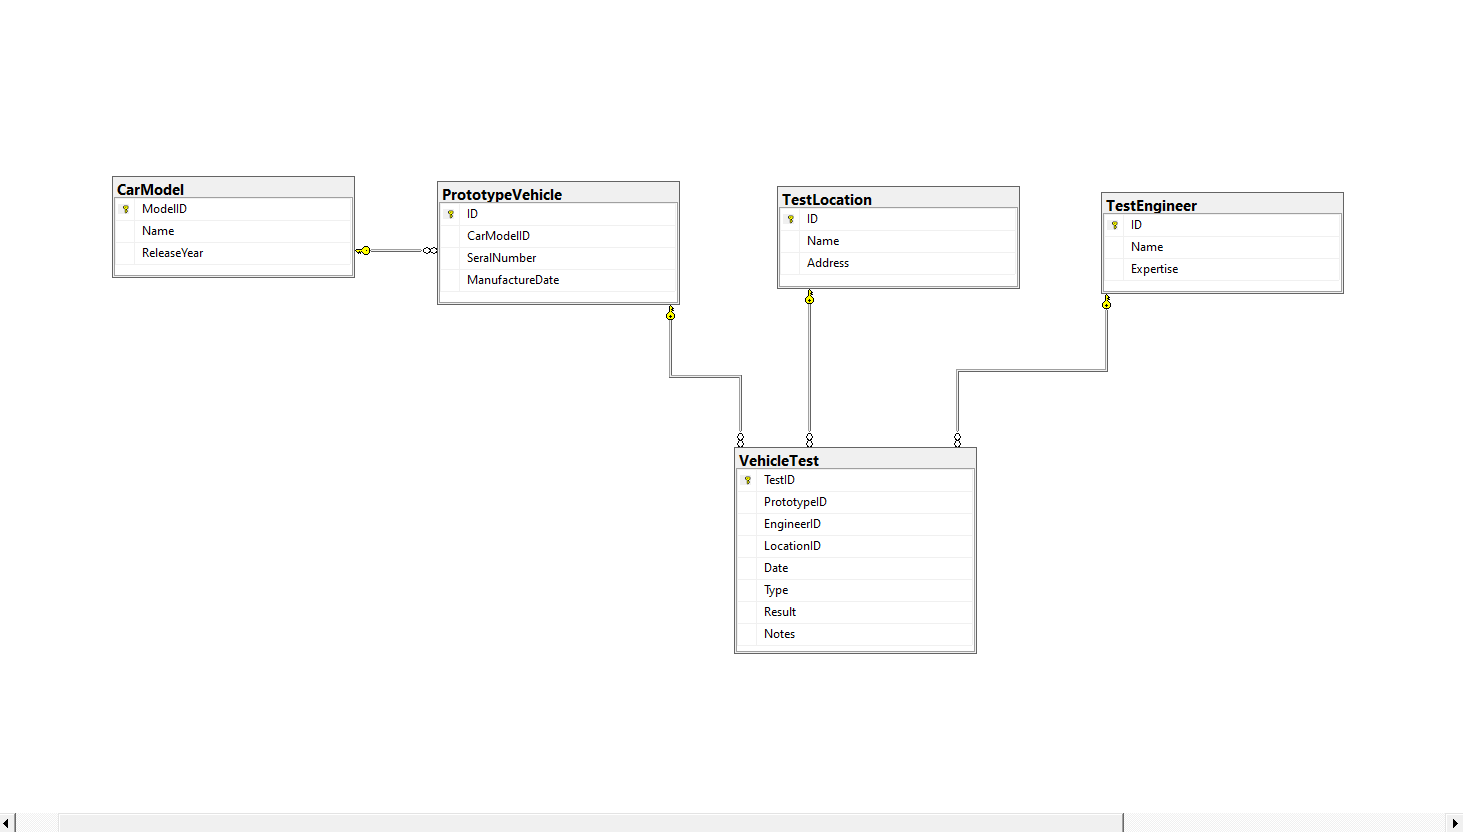 CarModel
ModelID
Name
ReleaseYear
PrototypeVehicle
ID
CarModelID
SeralNumber
ManufactureDate
TestLocation
ID
Name
Address
TestEngineer
ID
Name
Expertise
VehicleTest
TestID
PrototypeID
EngineerID
LocationID
Date
Type
Result
Notes